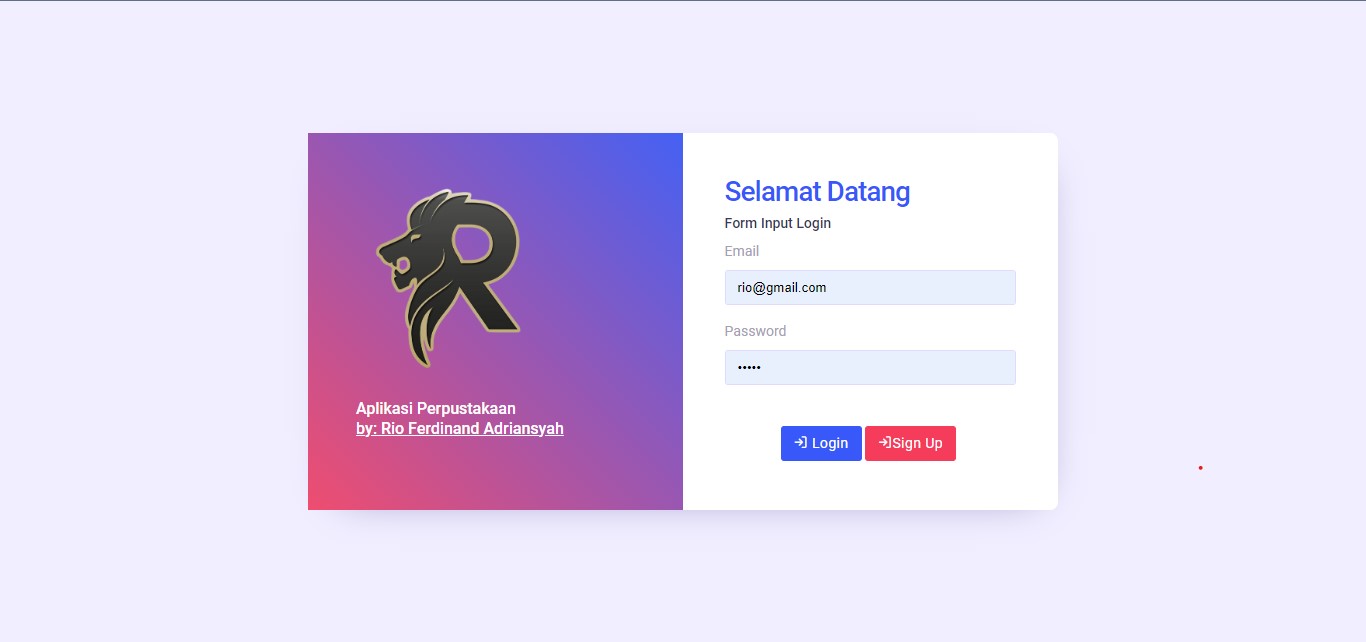 R
Aplikasi Perpustakaan
by: Rio Ferdinand Adriansyah
Selamat Datang
Form Input Login
Email
rio@gmail.com
Password
•••••
Login
Sign Up